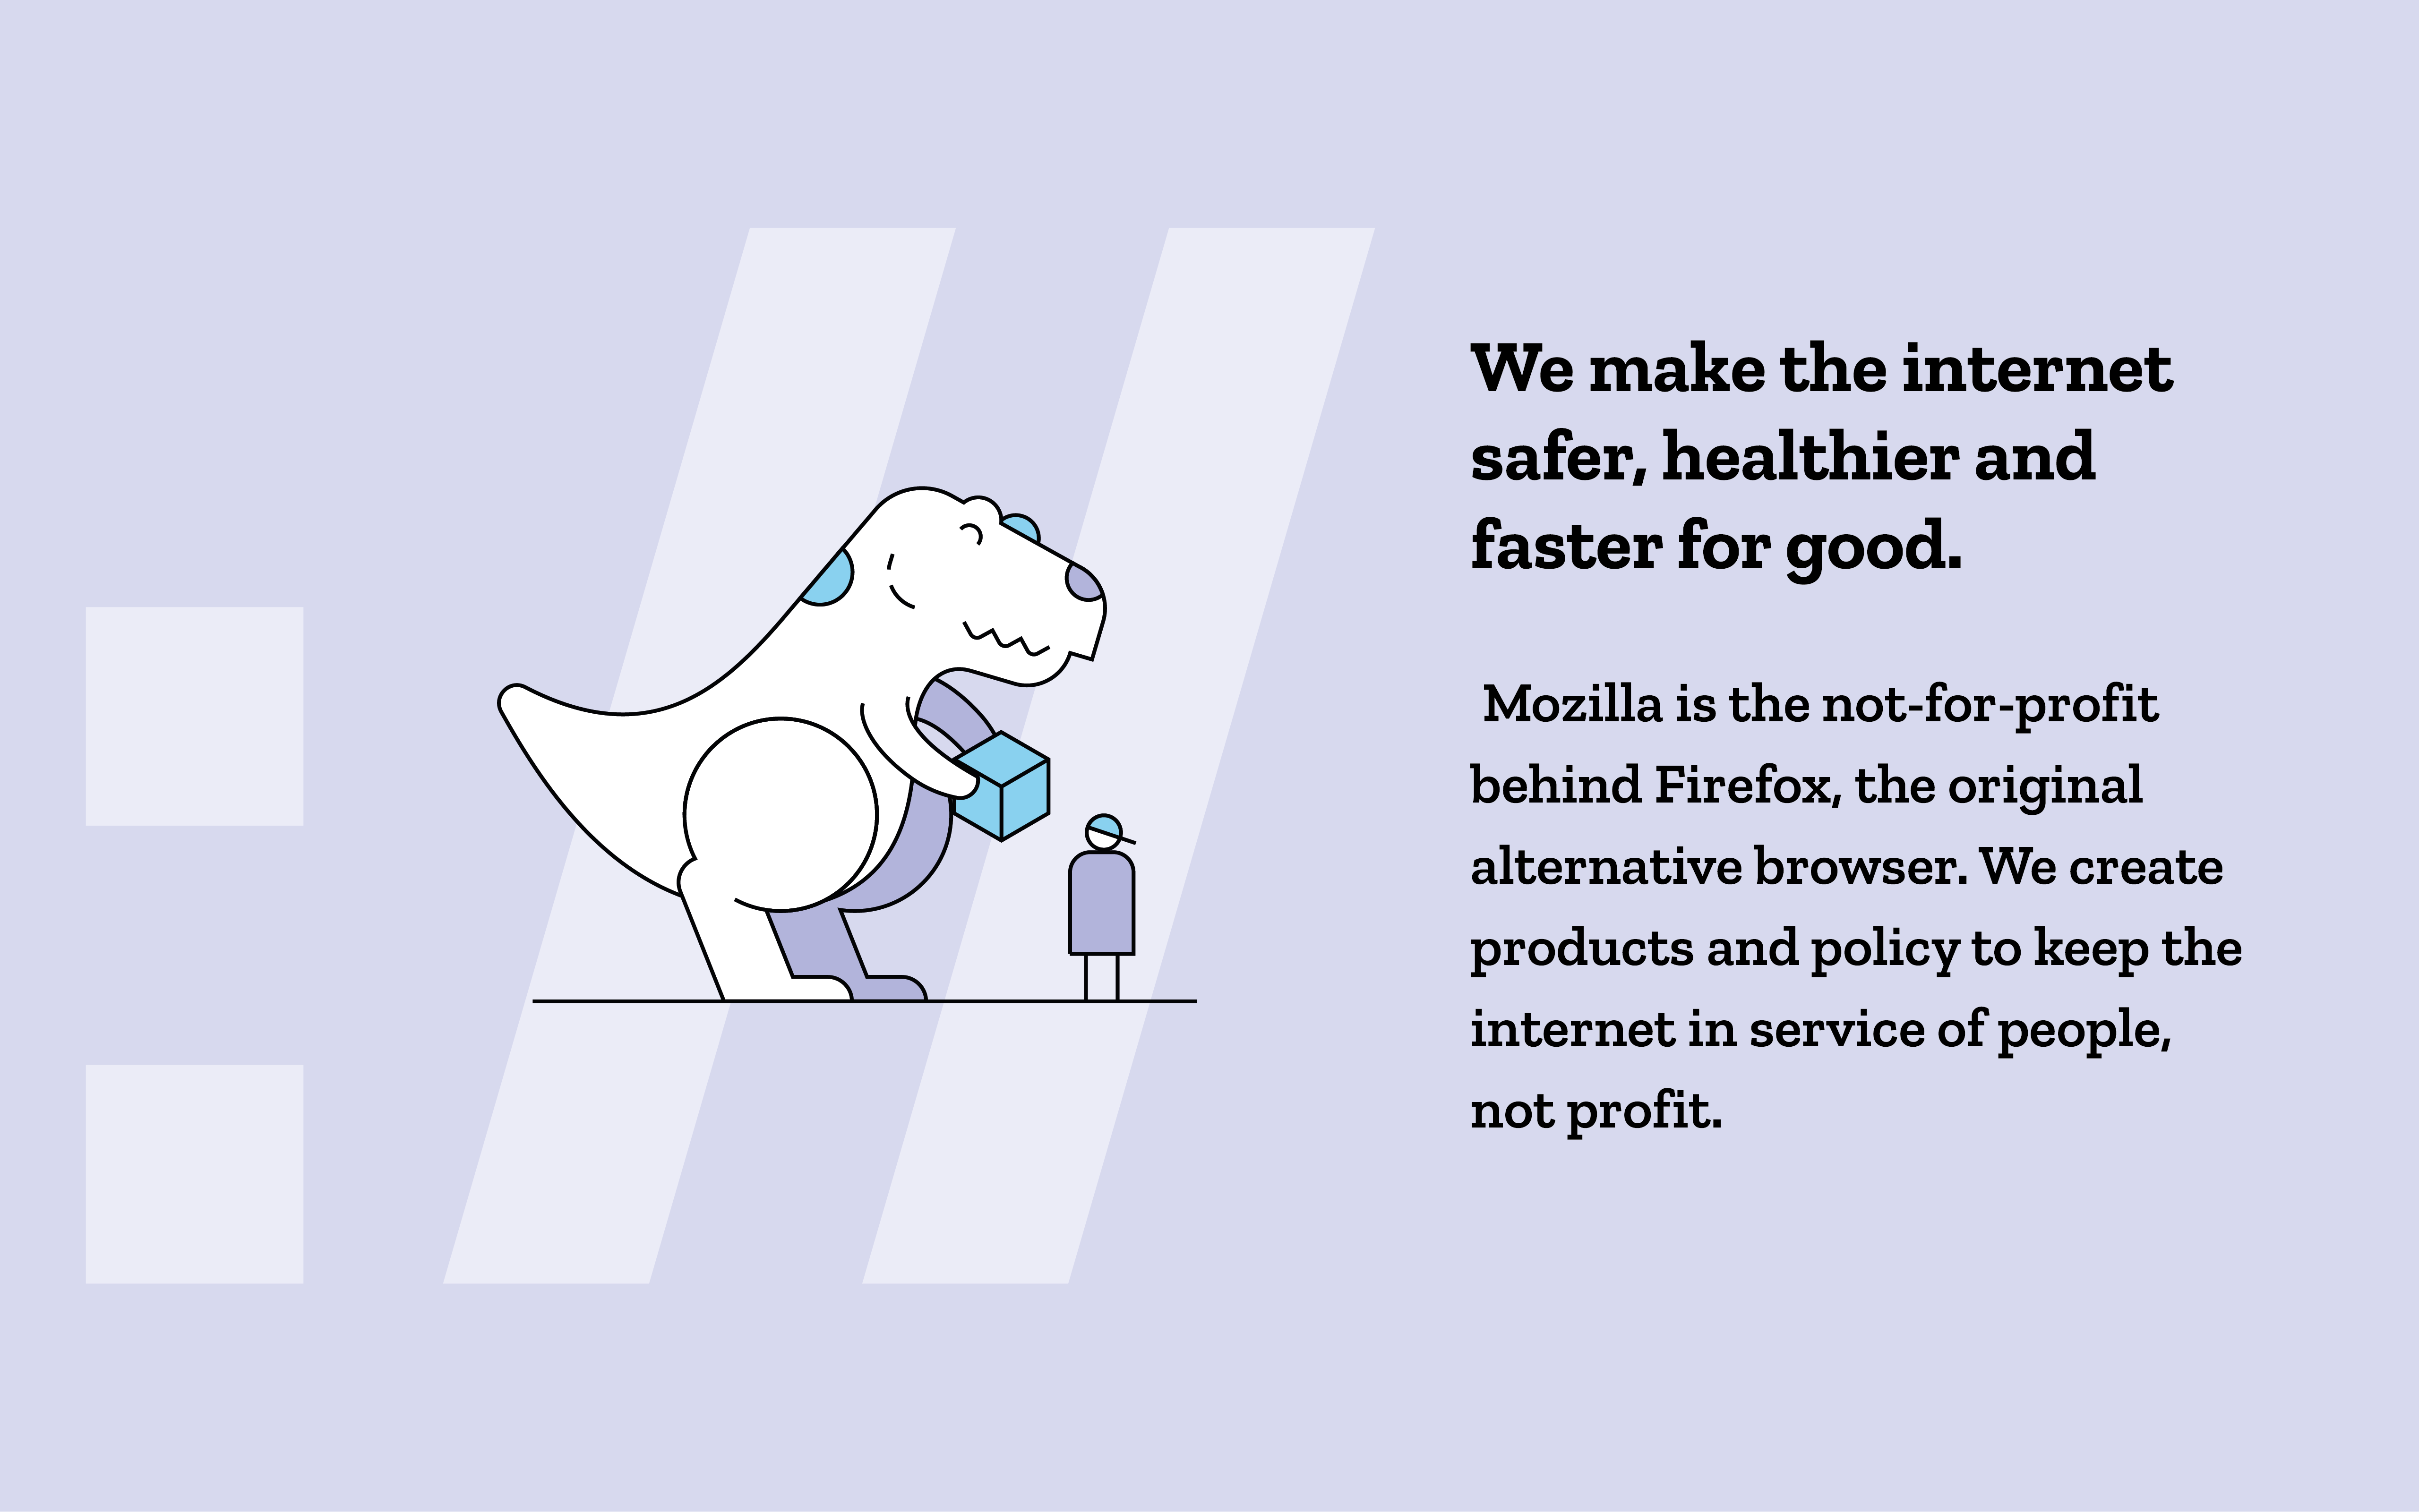 We make the internet
safer, healthier and
faster for good.
Mozilla is the not-for-profit
behind Firefox, the original
alternative browser. We create
products and policy to keep the
internet in service of people,
not profit.